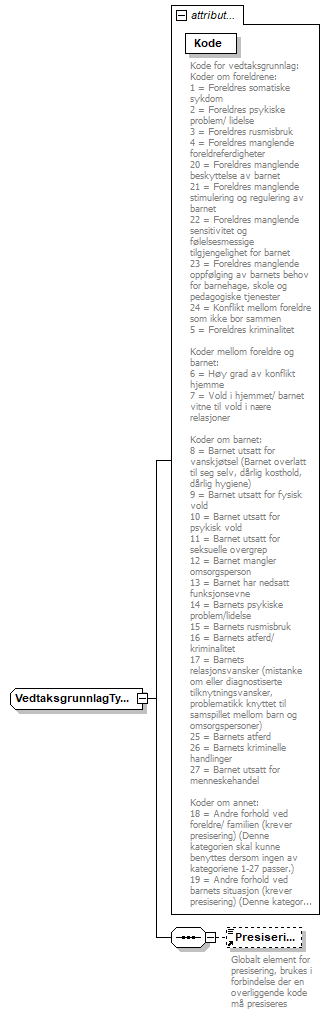 attribut...
Kode
Kode for vedtaksgrunnlag:
Koder om foreldrene:
1 = Foreldres somatiske
sykdom
2 = Foreldres psykiske
problem/ lidelse
3 = Foreldres rusmisbruk
4 = Foreldres manglende
foreldreferdigheter
20 = Foreldres manglende
beskyttelse av barnet
21 = Foreldres manglende
stimulering og regulering av
barnet
22 = Foreldres manglende
sensitivitet og
følelsesmessige
tilgjengelighet for barnet
23 = Foreldres manglende
oppfølging av barnets behov
for barnehage, skole og
pedagogiske tjenester
24 = Konflikt mellom foreldre
som ikke bor sammen
5 = Foreldres kriminalitet
Koder mellom foreldre og
barnet:
6 = Høy grad av konflikt
hjemme
7 = Vold i hjemmet/ barnet
vitne til vold i nære
relasjoner
Koder om barnet:
8 = Barnet utsatt for
vanskjøtsel (Barnet overlatt
til seg selv, dårlig kosthold,
dårlig hygiene)
9 = Barnet utsatt for fysisk
vold
10 = Barnet utsatt for
psykisk vold
11 = Barnet utsatt for
seksuelle overgrep
12 = Barnet mangler
omsorgsperson
13 = Barnet har nedsatt
funksjonsevne
14 = Barnets psykiske
problem/lidelse
15 = Barnets rusmisbruk
16 = Barnets atferd/
kriminalitet
17 = Barnets
relasjonsvansker (mistanke
om eller diagnostiserte
tilknytningsvansker,
problematikk knyttet til
samspillet mellom barn og
omsorgspersoner)
25 = Barnets atferd
26 = Barnets kriminelle
handlinger
27 = Barnet utsatt for
menneskehandel
Koder om annet:
18 = Andre forhold ved
foreldre/ familien (krever
presisering) (Denne
kategorien skal kunne
benyttes dersom ingen av
kategoriene 1-27 passer.)
19 = Andre forhold ved
barnets situasjon (krever
presisering) (Denne kategor...
VedtaksgrunnlagTy...
Presiseri...
Globalt element for
presisering, brukes i
forbindelse der en
overliggende kode
må presiseres